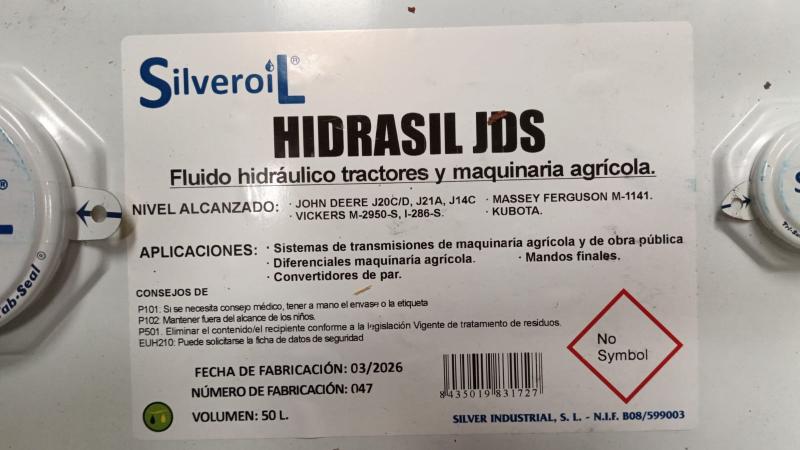 Silveroil®
HIDRASIL JDS
Fluido hidráulico tractores y maquinaria agrícola.
NIVEL ALCANZADO: · JOHN DEERE J20C/D, J21A, J14C · MASSEY FERGUSON M-1141.
· VICKERS M-2950-S, I-286-S. · KUBOTA.
APLICACIONES: · Sistemas de transmisiones de maquinaria agrícola y de obra pública
· Diferenciales maquinaria agrícola. · Mandos finales.
· Convertidores de par.
CONSEJOS DE
P101. Si se necesita consejo médico, tener a mano el envase o la etiqueta
P102. Mantener fuera del alcance de los niños.
P501. Eliminar el contenido/el recipiente conforme a la legislación Vigente de tratamiento de residuos.
EUH210: Puede solicitarse la ficha de datos de seguridad
No
Symbol
FECHA DE FABRICACIÓN: 03/2026
NÚMERO DE FABRICACIÓN: 047
VOLUMEN: 50 L.
8435019831727
SILVER INDUSTRIAL, S. L. - N.I.F. B08/599003